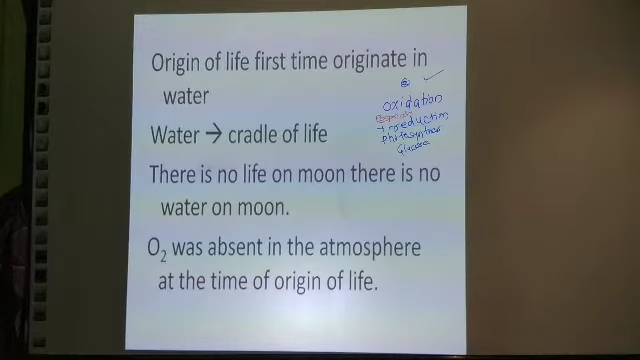 Origin of life first time originate in
water
Water → cradle of life
There is no life on moon there is no
water on moon.
O₂ was absent in the atmosphere
at the time of origin of life.
oxidation
Glucose